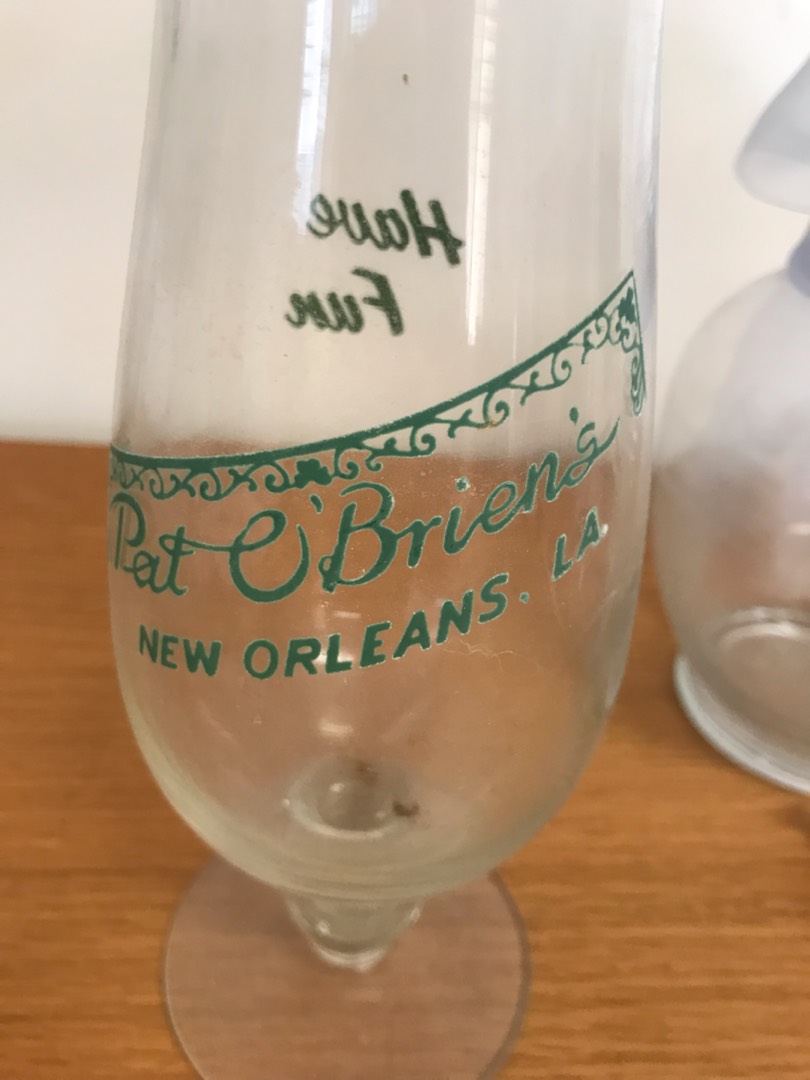 Have
Fun
Pat O'Brien's
NEW ORLEANS, LA.